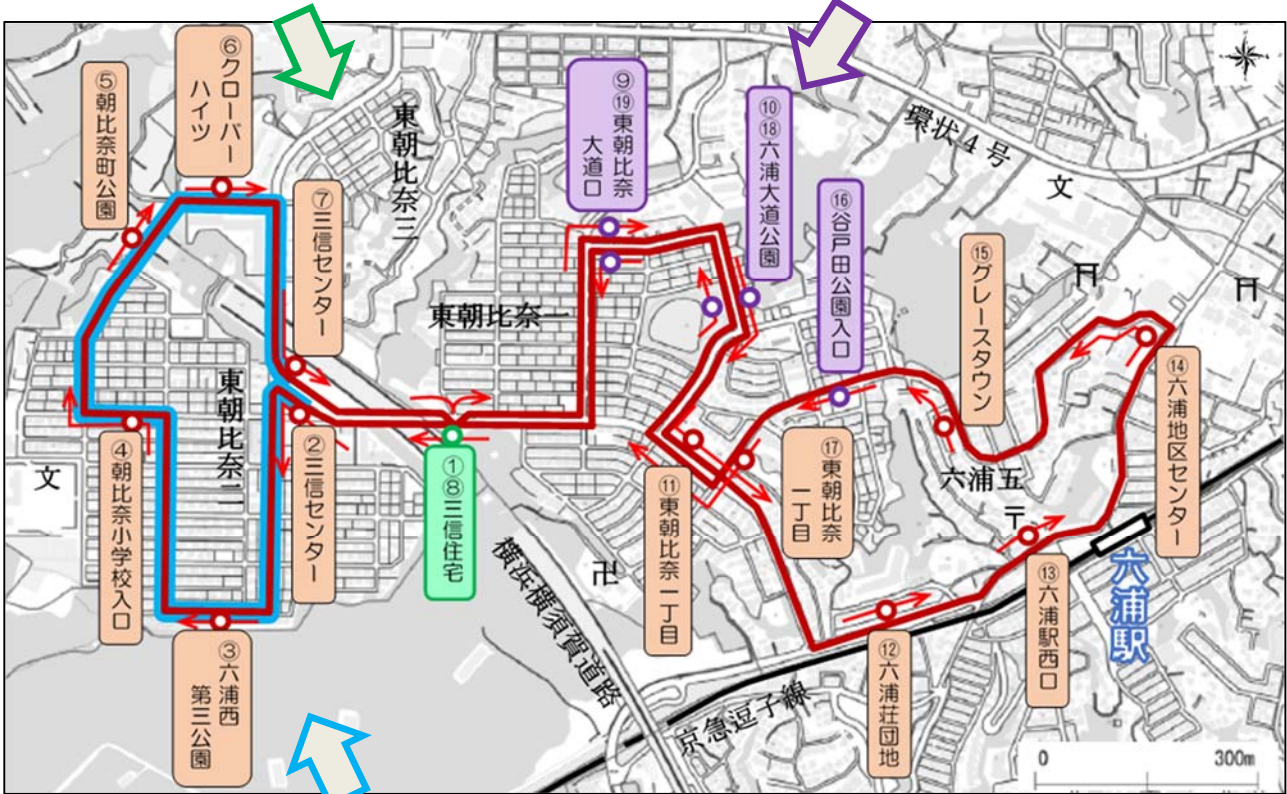 ⑥クローバー
ハイツ
⑤朝比奈町公園
東朝比奈三
⑨⑲東朝比奈
大道口
⑩⑱六浦大道公園
環状4号
文
⑦三信センター
⑯谷戸田公園入口
⑮グレースタウン
東朝比奈一
東朝比奈二
④朝比奈小学校入口
文
②三信センター
①⑧三信住宅
⑪東朝比奈一丁目
⑰東朝比奈
一丁目
六浦五
〒
⑭六浦地区センター
卍
横浜横須賀道路
③六浦西
第三公園
⑫六浦荘団地
⑬六浦駅西口
六浦駅
京急逗子線
0
300m